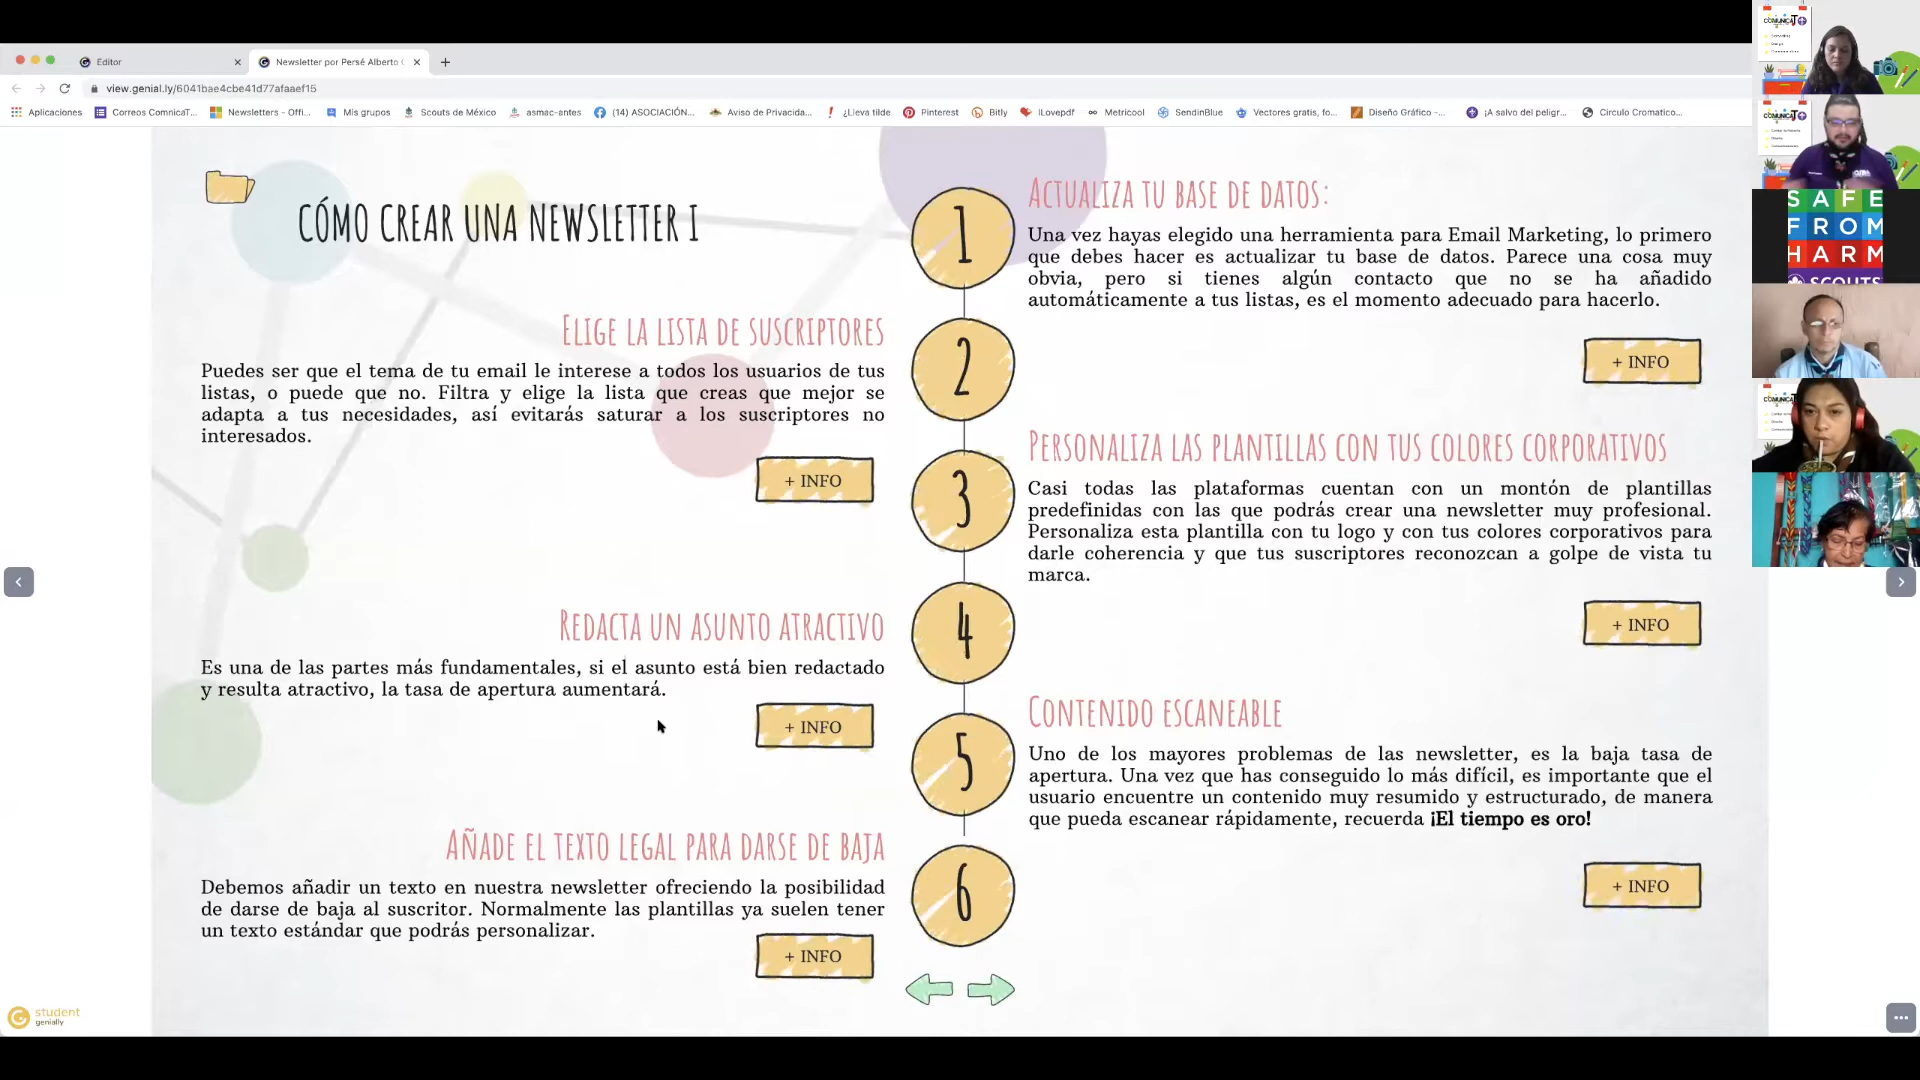 Editor
Newsletter por Persé Alberto
view.genial.ly/6041bae4cbe41d77afaaef15
Aplicaciones
Correos ComnicaT...
Newsletters - Offi...
Mis grupos
Scouts de México
asmac-antes
(14) ASOCIACIÓN...
Aviso de Privacida...
¿Lleva tilde
Pinterest
Bitly
ILovepdf
Metricool
SendinBlue
Vectores gratis, fo...
Diseño Gráfico -...
¡A salvo del peligr...
Circulo Cromatico...
CÓMO CREAR UNA NEWSLETTER I
1
ACTUALIZA TU BASE DE DATOS:
Una vez hayas elegido una herramienta para Email Marketing, lo primero
que debes hacer es actualizar tu base de datos. Parece una cosa muy
obvia, pero si tienes algún contacto que no se ha añadido
automáticamente a tus listas, es el momento adecuado para hacerlo.
+ INFO
2
ELIGE LA LISTA DE SUSCRIPTORES
Puedes ser que el tema de tu email le interese a todos los usuarios de tus
listas, o puede que no. Filtra y elige la lista que creas que mejor se
adapta a tus necesidades, así evitarás saturar a los suscriptores no
interesados.
+ INFO
3
PERSONALIZA LAS PLANTILLAS CON TUS COLORES CORPORATIVOS
Casi todas las plataformas cuentan con un montón de plantillas
predefinidas con las que podrás crear una newsletter muy profesional.
Personaliza esta plantilla con tu logo y con tus colores corporativos para
darle coherencia y que tus suscriptores reconozcan a golpe de vista tu
marca.
+ INFO
4
REDACTA UN ASUNTO ATRACTIVO
Es una de las partes más fundamentales, si el asunto está bien redactado
y resulta atractivo, la tasa de apertura aumentará.
+ INFO
5
CONTENIDO ESCANEABLE
Uno de los mayores problemas de las newsletter, es la baja tasa de
apertura. Una vez que has conseguido lo más difícil, es importante que el
usuario encuentre un contenido muy resumido y estructurado, de manera
que pueda escanear rápidamente, recuerda ¡El tiempo es oro!
+ INFO
6
AÑADE EL TEXTO LEGAL PARA DARSE DE BAJA
Debemos añadir un texto en nuestra newsletter ofreciendo la posibilidad
de darse de baja al suscritor. Normalmente las plantillas ya suelen tener
un texto estándar que podrás personalizar.
+ INFO
student
genially
SAFE
FROM
HARM
SCOUTS